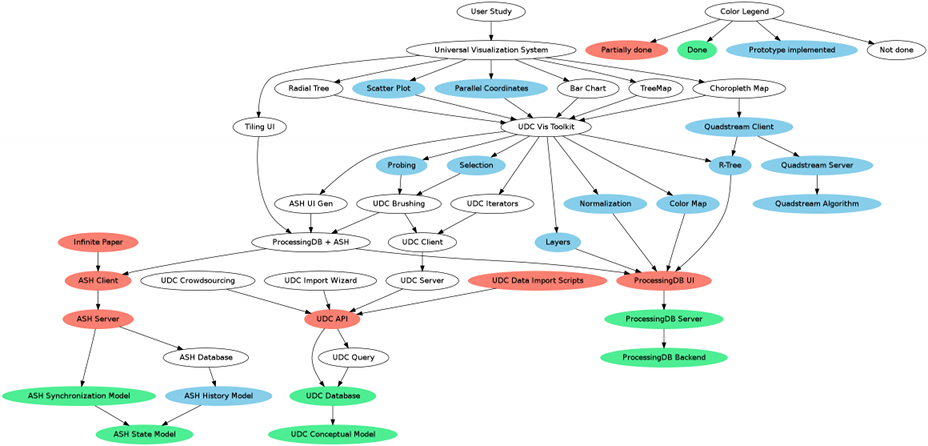 User Study
Color Legend
Universal Visualization System
Partially done
Done
Prototype implemented
Not done
Radial Tree
Scatter Plot
Parallel Coordinates
Bar Chart
TreeMap
Choropleth Map
Tiling UI
UDC Vis Toolkit
Quadstream Client
Probing
Selection
R-Tree
Quadstream Server
ASH UI Gen
UDC Brushing
UDC Iterators
Normalization
Color Map
Quadstream Algorithm
Infinite Paper
ProcessingDB + ASH
UDC Client
Layers
ASH Client
UDC Crowdsourcing
UDC Import Wizard
UDC Server
UDC Data Import Scripts
ProcessingDB UI
ASH Server
UDC API
ProcessingDB Server
ASH Database
UDC Query
ProcessingDB Backend
ASH Synchronization Model
ASH History Model
UDC Database
ASH State Model
UDC Conceptual Model